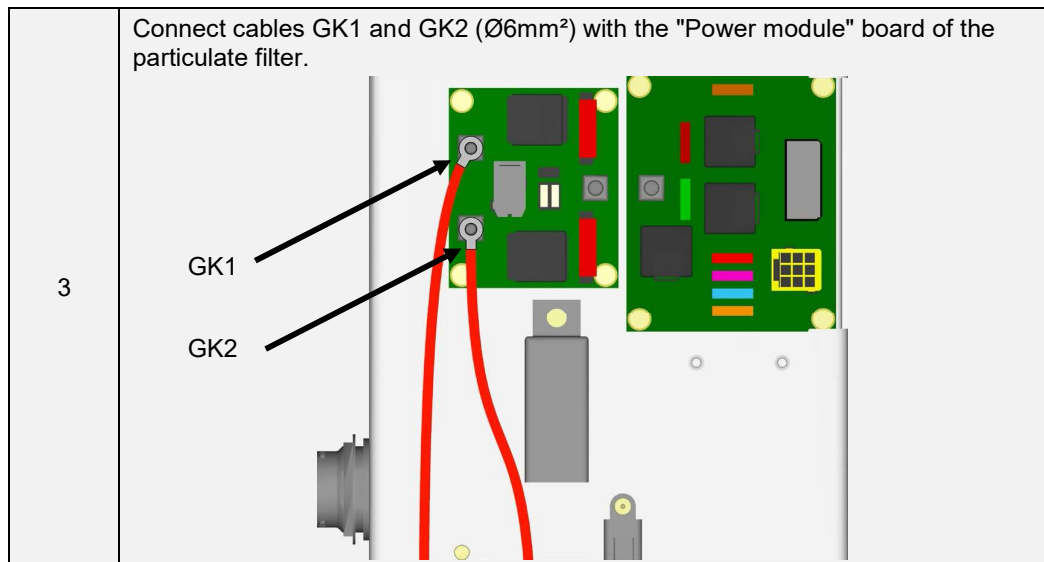 Connect cables GK1 and GK2 (Ø6mm²) with the "Power module" board of the
particulate filter.
GK1
3
GK2